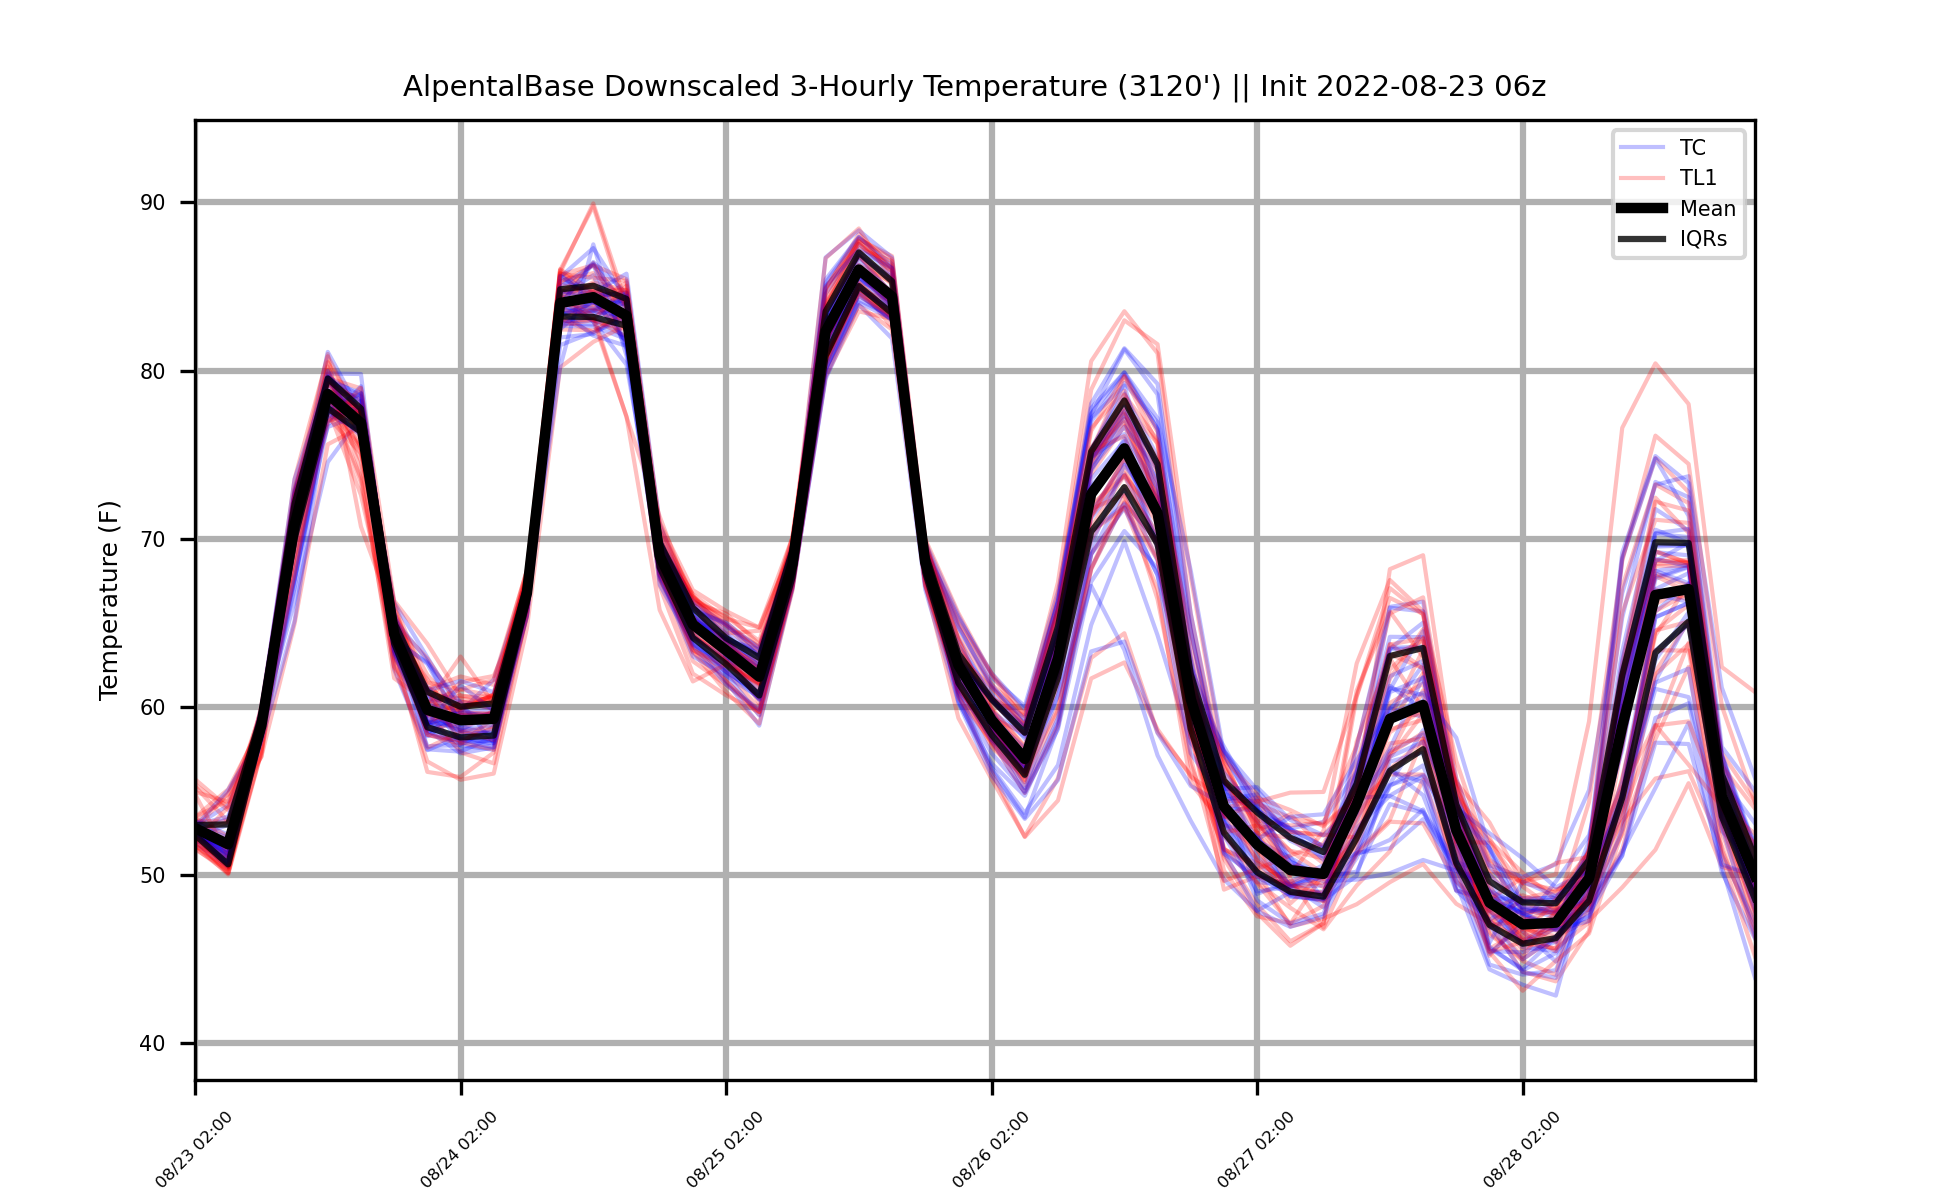 AlpentalBase Downscaled 3-Hourly Temperature (3120') || Init 2022-08-23 06z
TC
TL1
Mean
IQRs
Temperature (F)
90
80
70
60
50
40
08/23 02:00
08/24 02:00
08/25 02:00
08/26 02:00
08/27 02:00
08/28 02:00